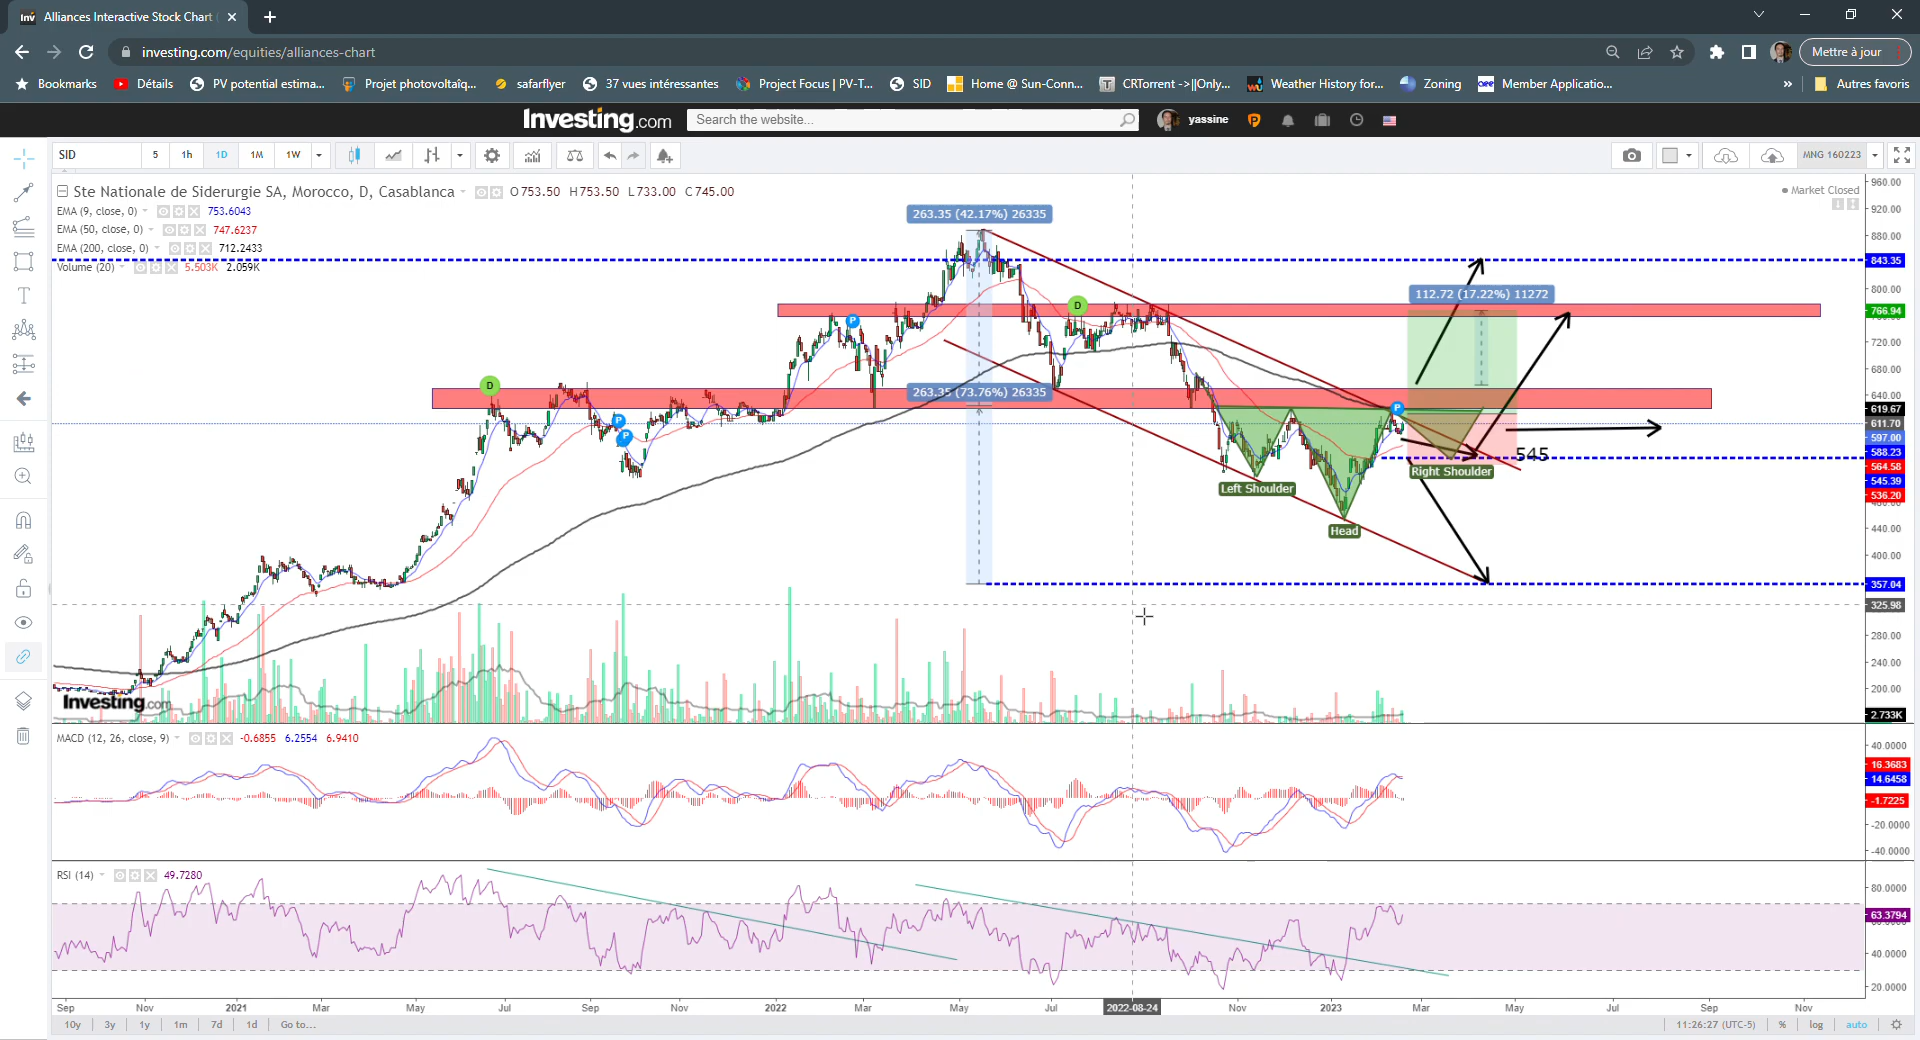 Alliances Interactive Stock Chart
investing.com/equities/alliances-chart
Mettre à jour
Bookmarks Détails PV potential estima... Projet photovoltaïq... safarflyer 37 vues intéressantes Project Focus | PV-T... SID Home @ Sun-Conn... CRTorrent ->||Only... Weather History for... Zoning Member Applicatio... » Autres favoris
Investing.com Search the website... yassine
SID 5 1h 1D 1M 1W MNG 160223
Ste Nationale de Siderurgie SA, Morocco, D, Casablanca O753.50 H753.50 L733.00 C745.00
Market Closed
EMA (9, close, 0) 753.6043
EMA (50, close, 0) 747.6237
EMA (200, close, 0) 712.2433
Volume (20) 5.503K 2.059K
263.35 (42.17%) 26335
112.72 (17.22%) 11272
263.35 (73.76%) 26335
D
D
P
P
P
P
545
Left Shoulder
Head
Right Shoulder
960.00
920.00
880.00
843.35
800.00
766.94
720.00
680.00
640.00
619.67
611.70
597.00
588.23
564.58
545.39
536.20
440.00
400.00
357.04
325.98
280.00
240.00
200.00
2.733K
Investing.com
MACD (12, 26, close, 9) -0.6855 6.2554 6.9410
40.0000
16.3683
14.6458
-1.7225
-20.0000
-40.0000
RSI (14) 49.7280
80.0000
63.3794
40.0000
20.0000
Sep Nov 2021 Mar May Jul Sep Nov 2022 Mar May Jul 2022-08-24 Nov 2023 Mar May Jul Sep Nov
10y 3y 1y 1m 7d 1d Go to... 11:26:27 (UTC-5) % log auto